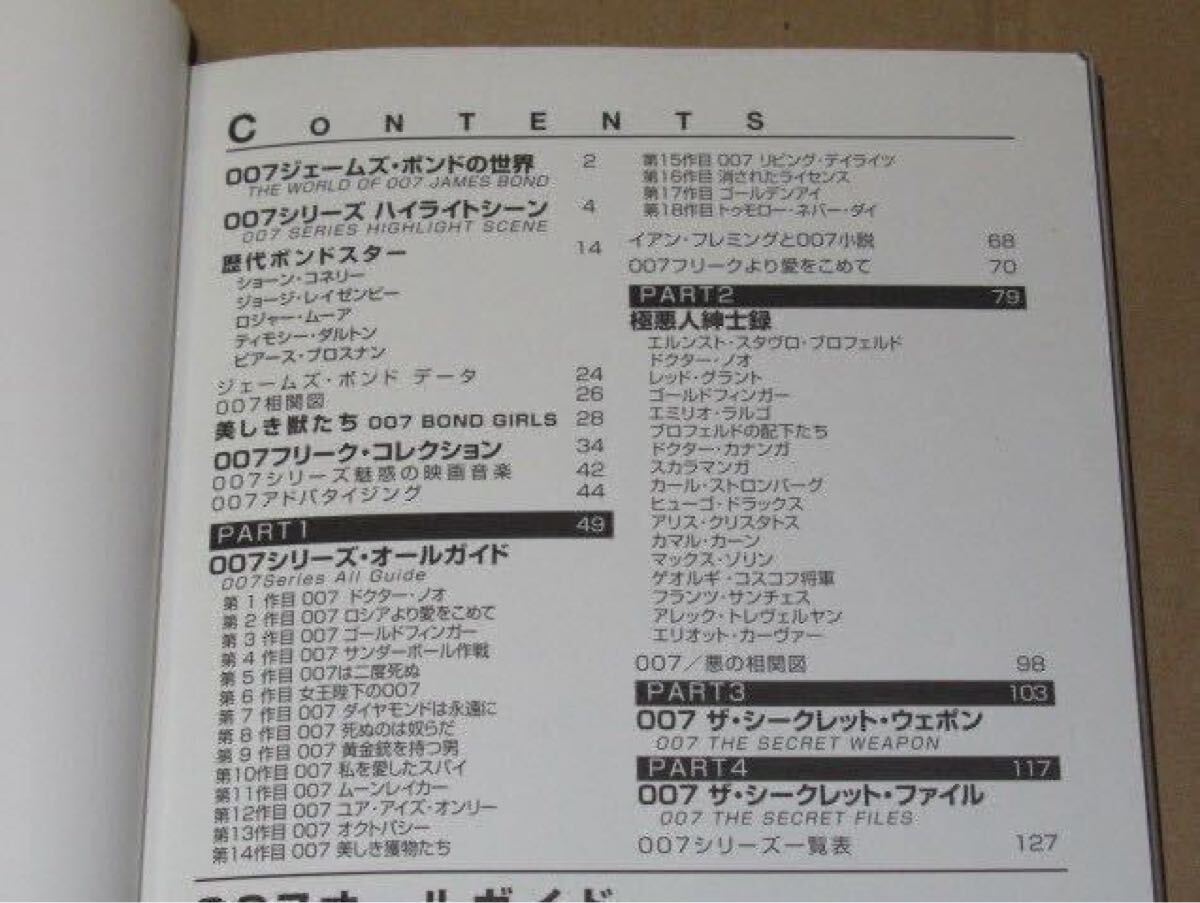 CONTENTS
007ジェームズ・ボンドの世界 2
THE WORLD OF 007 JAMES BOND
007シリーズ ハイライトシーン 4
007 SERIES HIGHLIGHT SCENE
歴代ボンドスター 14
ショーン・コネリー
ジョージ・レイゼンビー
ロジャー・ムーア
ティモシー・ダルトン
ピアース・ブロスナン
ジェームズ・ボンド データ 24
007相関図 26
美しき獣たち 007 BOND GIRLS 28
007フリーク・コレクション 34
007シリーズ魅惑の映画音楽 42
007アドバタイジング 44
PART1 49
007シリーズ・オールガイド
007Series All Guide
第1作目 007 ドクター・ノオ
第2作目 007 ロシアより愛をこめて
第3作目 007 ゴールドフィンガー
第4作目 007 サンダーボール作戦
第5作目 007は二度死ぬ
第6作目 女王陛下の007
第7作目 007 ダイヤモンドは永遠に
第8作目 007 死ぬのは奴らだ
第9作目 007 黄金銃を持つ男
第10作目 007 私を愛したスパイ
第11作目 007 ムーンレイカー
第12作目 007 ユア・アイズ・オンリー
第13作目 007 オクトパシー
第14作目 007 美しき獲物たち
第15作目 007 リビング・デイライツ
第16作目 消されたライセンス
第17作目 ゴールデンアイ
第18作目 トゥモロー・ネバー・ダイ
イアン・フレミングと007小説 68
007フリークより愛をこめて 70
PART2 79
極悪人紳士録
エルンスト・スタヴロ・ブロフェルド
ドクター・ノオ
レッド・グラント
ゴールドフィンガー
エミリオ・ラルゴ
ブロフェルドの配下たち
ドクター・カナンガ
スカラマンガ
カール・ストロンバーグ
ヒューゴ・ドラックス
アリス・クリスタトス
カマル・カーン
マックス・ゾリン
ゲオルギ・コスコフ将軍
フランツ・サンチェス
アレック・トレヴェルヤン
エリオット・カーヴァー
007／悪の相関図 98
PART3 103
007 ザ・シークレット・ウェポン
007 THE SECRET WEAPON
PART4 117
007 ザ・シークレット・ファイル
007 THE SECRET FILES
007シリーズ一覧表 127
007オールガイド